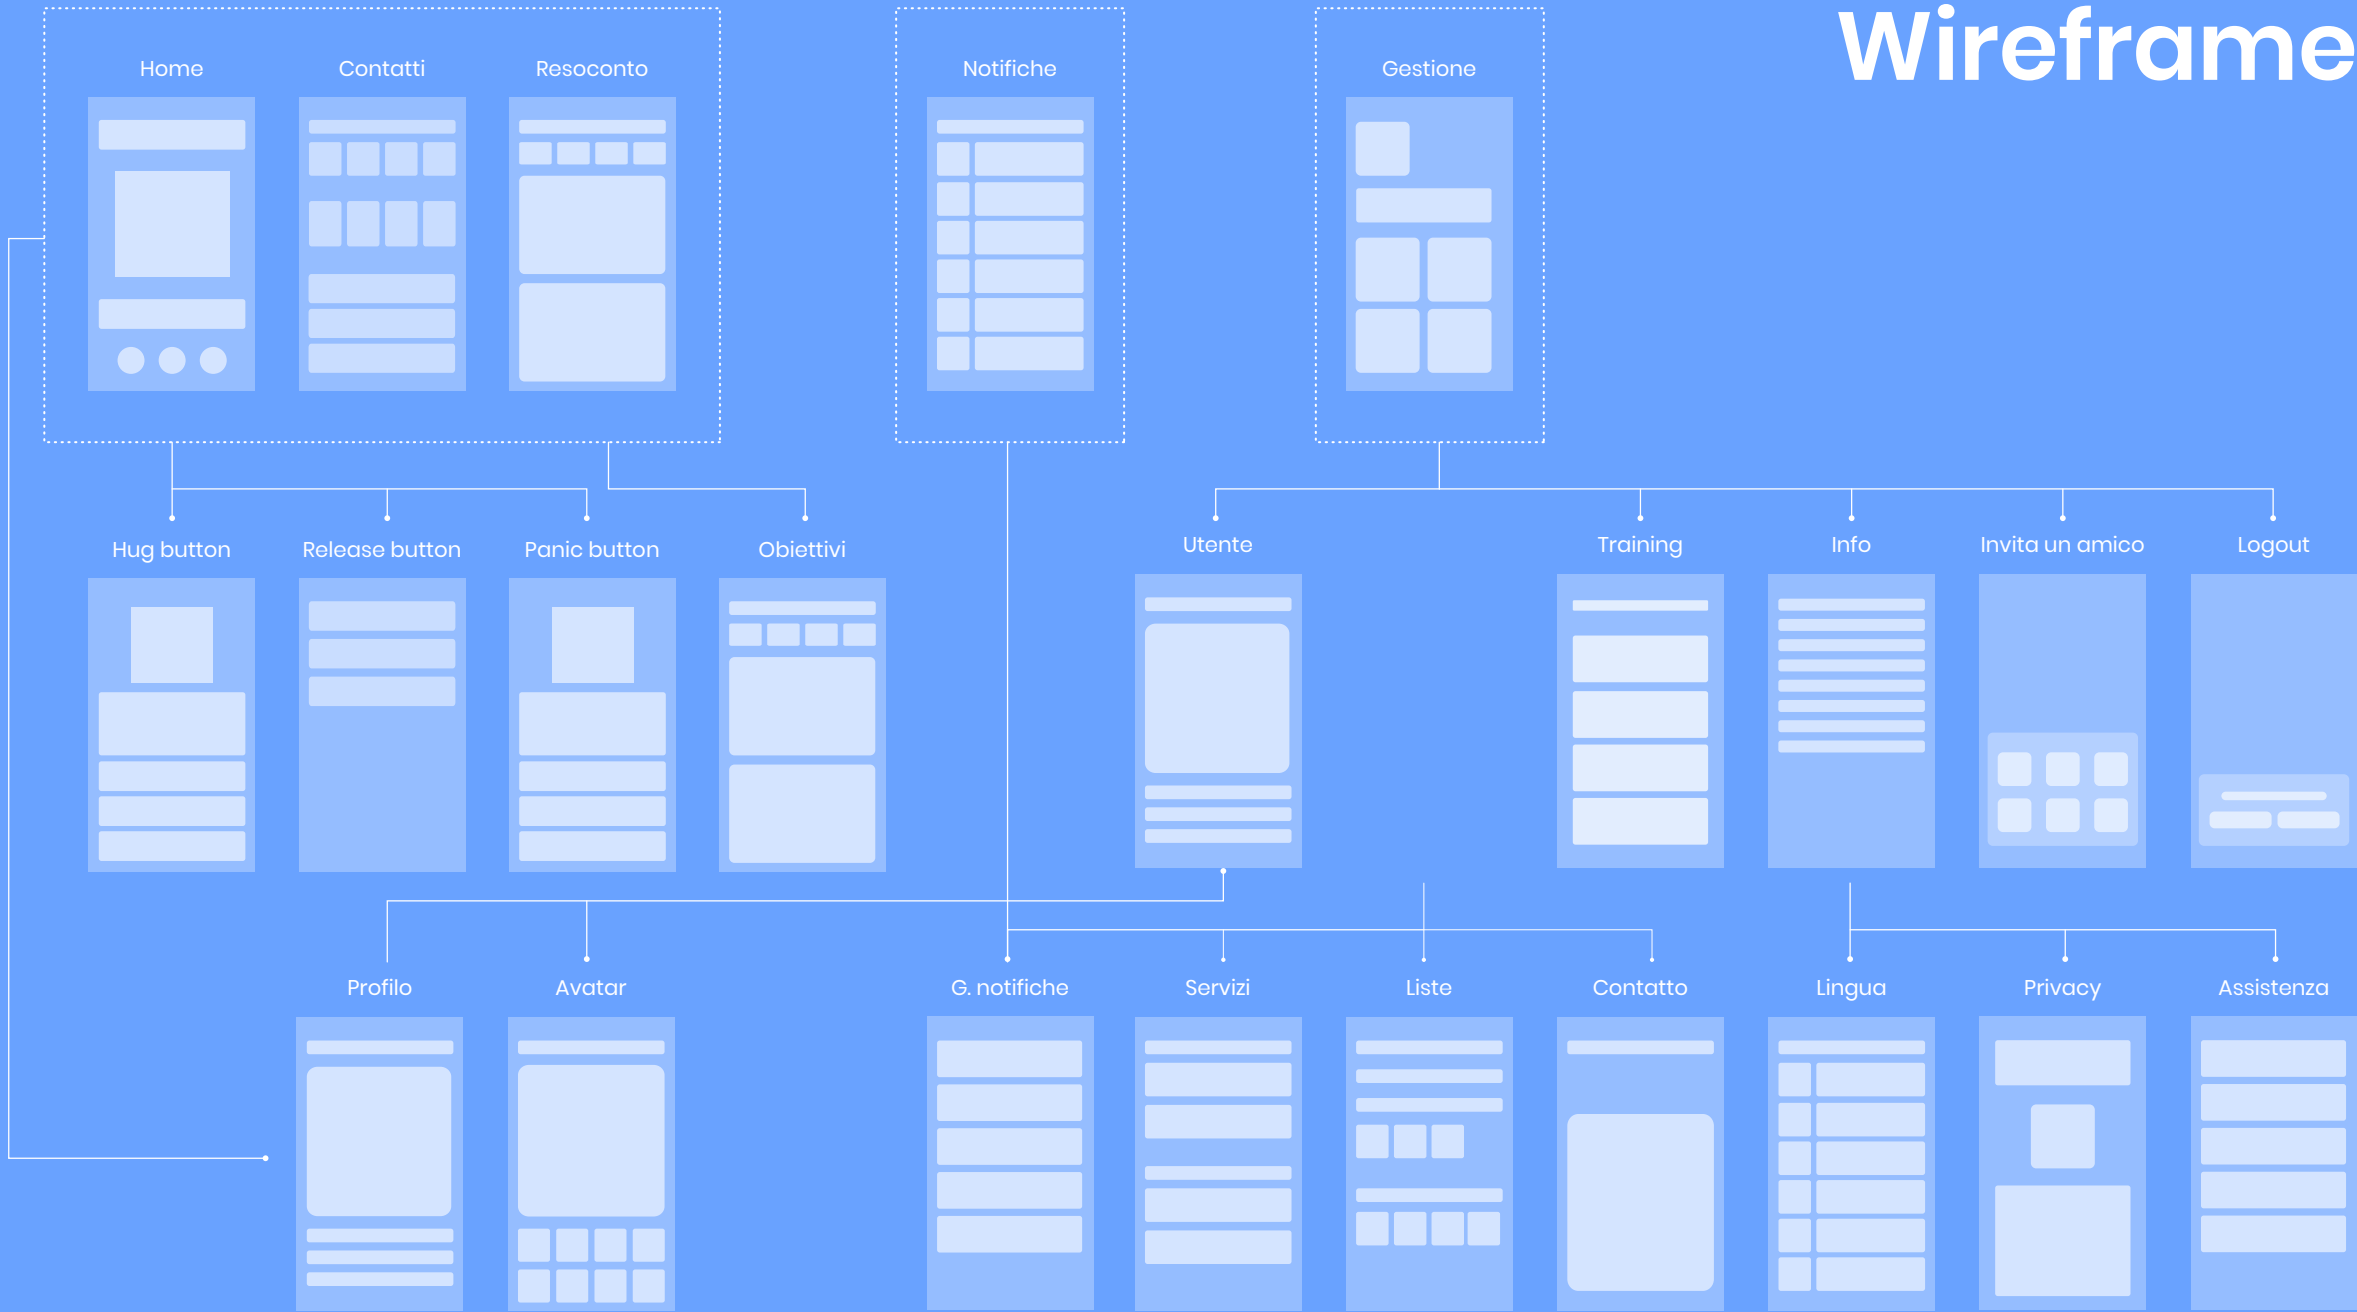 Wireframe
Home
Contatti
Resoconto
Notifiche
Gestione
Hug button
Release button
Panic button
Obiettivi
Utente
Training
Info
Invita un amico
Logout
Profilo
Avatar
G. notifiche
Servizi
Liste
Contatto
Lingua
Privacy
Assistenza